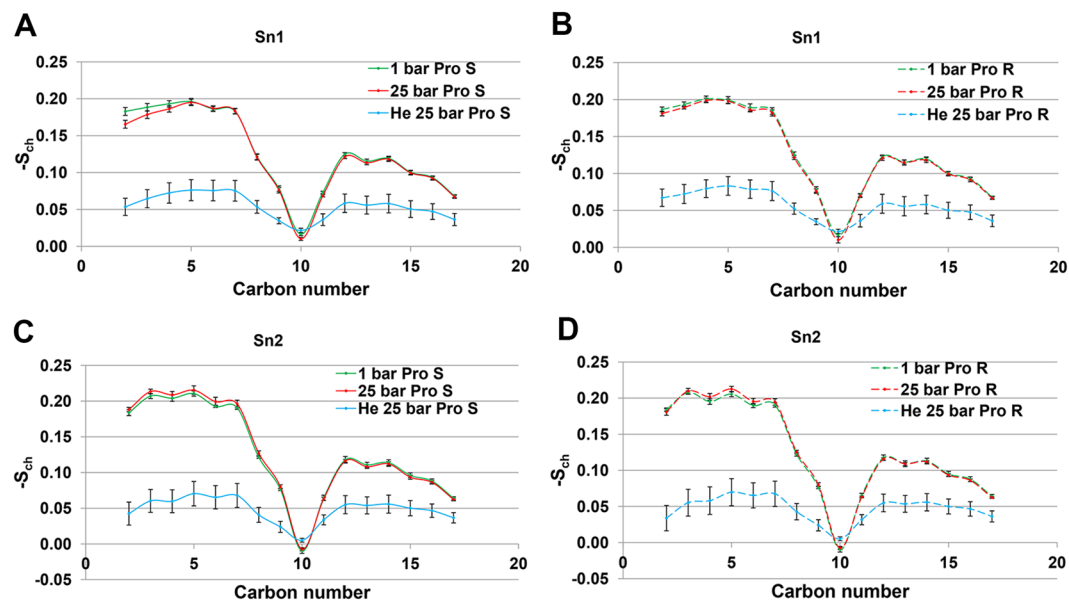 A
Sn1
1 bar Pro S
25 bar Pro S
He 25 bar Pro S
-Sch
0.25
0.20
0.15
0.10
0.05
0.00
0 5 10 15 20
Carbon number
B
Sn1
1 bar Pro R
25 bar Pro R
He 25 bar Pro R
-Sch
0.25
0.20
0.15
0.10
0.05
0.00
0 5 10 15 20
Carbon number
C
Sn2
1 bar Pro S
25 bar Pro S
He 25 bar Pro S
-Sch
0.25
0.20
0.15
0.10
0.05
0.00
-0.05
0 5 10 15 20
Carbon number
D
Sn2
1 bar Pro R
25 bar Pro R
He 25 bar Pro R
-Sch
0.25
0.20
0.15
0.10
0.05
0.00
-0.05
0 5 10 15 20
Carbon number